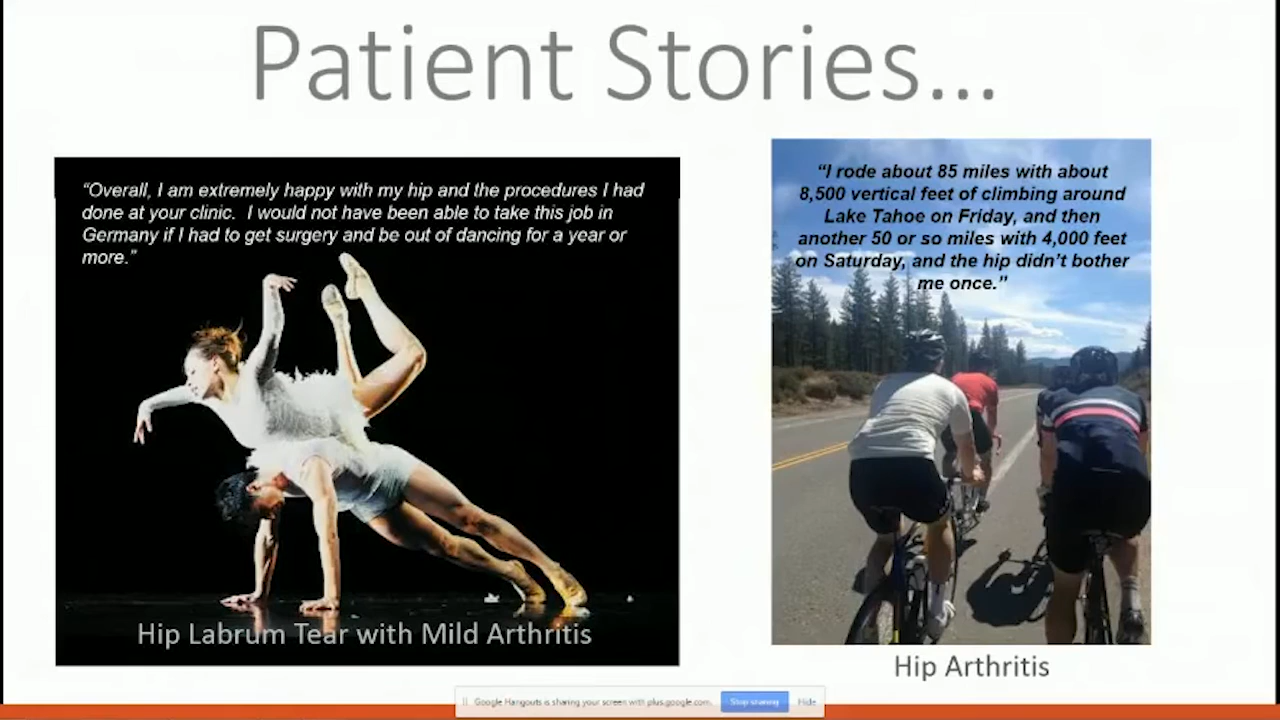 Patient Stories...
“Overall, I am extremely happy with my hip and the procedures I had
done at your clinic.  I would not have been able to take this job in
Germany if I had to get surgery and be out of dancing for a year or
more.”
Hip Labrum Tear with Mild Arthritis
“I rode about 85 miles with about
8,500 vertical feet of climbing around
Lake Tahoe on Friday, and then
another 50 or so miles with 4,000 feet
on Saturday, and the hip didn’t bother
me once.”
Hip Arthritis
Google Hangouts is sharing your screen with plus.google.com.
Stop sharing
Hide